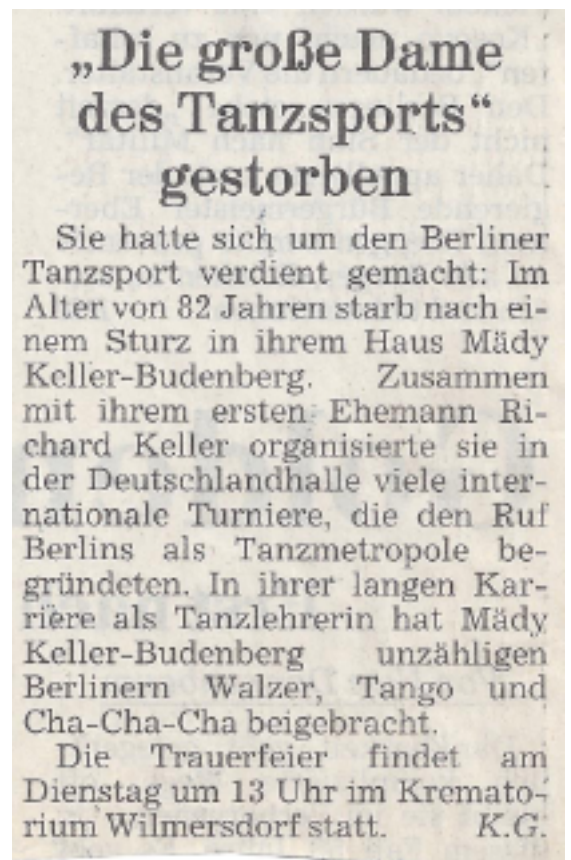 „Die große Dame
des Tanzsports“
gestorben
Sie hatte sich um den Berliner
Tanzsport verdient gemacht: Im
Alter von 82 Jahren starb nach ei-
nem Sturz in ihrem Haus Mädy
Keller-Budenberg. Zusammen
mit ihrem ersten Ehemann Ri-
chard Keller organisierte sie in
der Deutschlandhalle viele inter-
nationale Turniere, die den Ruf
Berlins als Tanzmetropole be-
gründeten. In ihrer langen Kar-
riere als Tanzlehrerin hat Mädy
Keller-Budenberg unzähligen
Berlinern Walzer, Tango und
Cha-Cha-Cha beigebracht.
Die Trauerfeier findet am
Dienstag um 13 Uhr im Kremato-
rium Wilmersdorf statt. K.G.